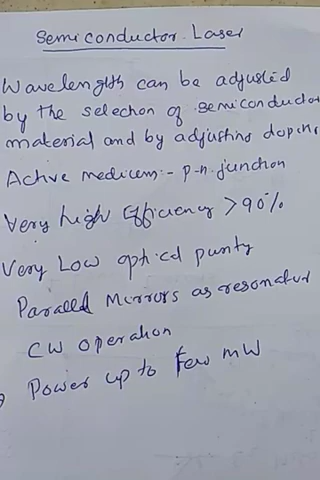 Semiconductor Laser
Wavelength can be adjusted
by the selection of semiconductor
material and by adjusting doping
Active medium:- p-n junction
Very high Efficiency >90%
Very Low optical purity
Parallel Mirrors as resonator
CW operation
Power up to few mW